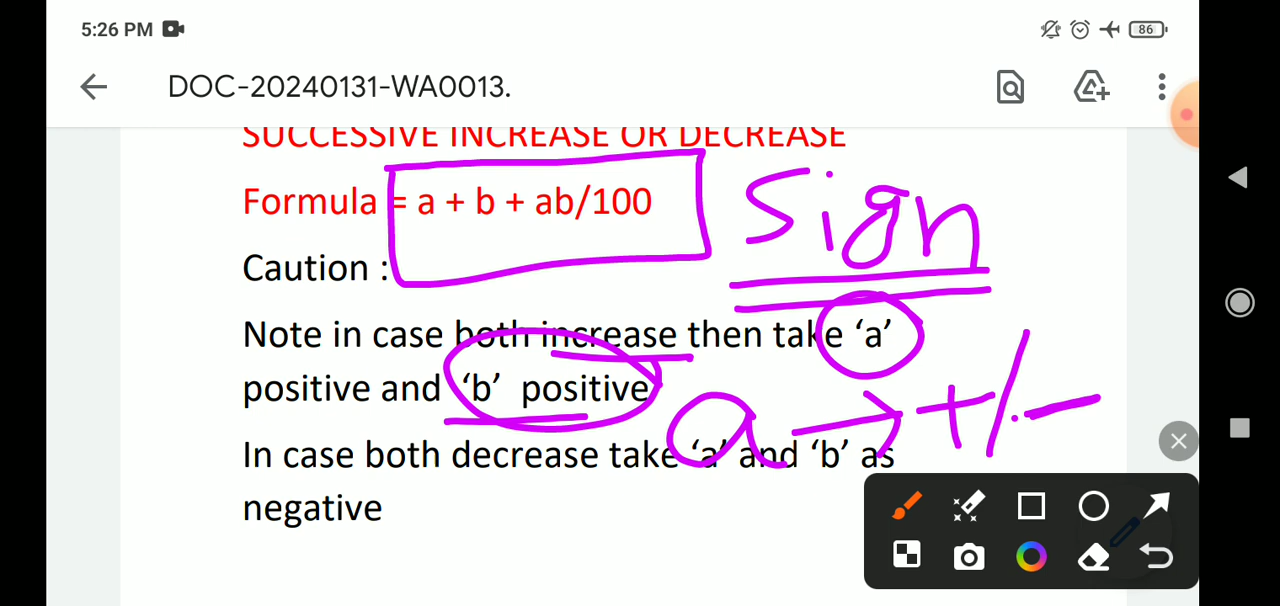 5:26 PM
86
DOC-20240131-WA0013.
SUCCESSIVE INCREASE OR DECREASE
Formula = a + b + ab/100
Sign
Caution :
Note in case both increase then take ‘a’
positive and ‘b’ positive
a → +/-
In case both decrease take ‘a’ and ‘b’ as
negative